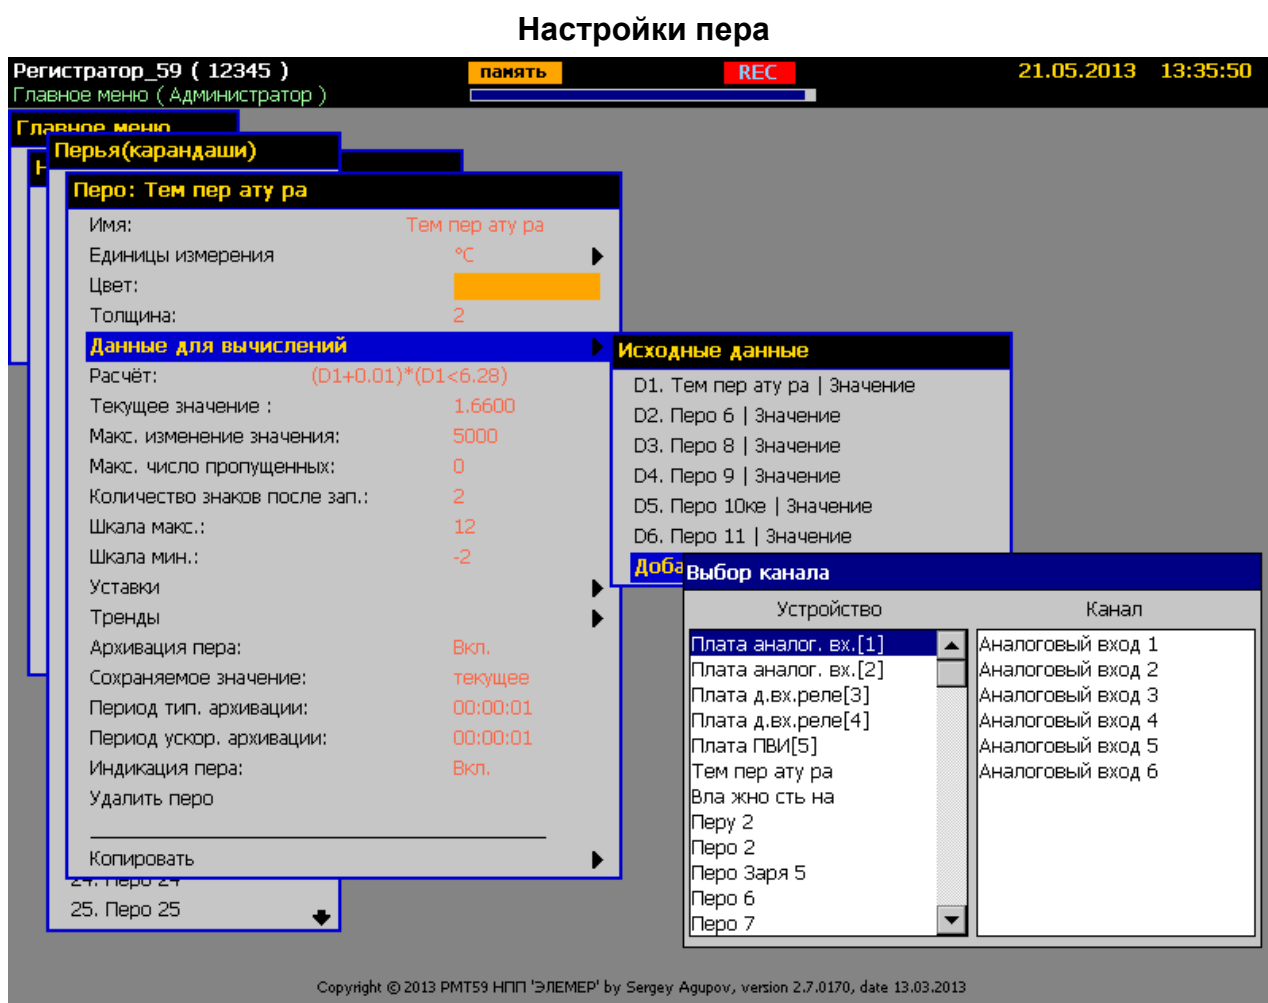 Настройки пера
Регистратор_59 ( 12345 )
память
REC
21.05.2013 13:35:50
Главное меню ( Администратор )
Главное меню
Перья(карандаши)
Н
Перо: Тем пер ату ра
Имя: Тем пер ату ра
Единицы измерения °C
Цвет:
Толщина: 2
Данные для вычислений
Расчёт: (D1+0.01)*(D1<6.28)
Текущее значение : 1.6600
Макс. изменение значения: 5000
Макс. число пропущенных: 0
Количество знаков после зап.: 2
Шкала макс.: 12
Шкала мин.: -2
Уставки
Тренды
Архивация пера: Вкл.
Сохраняемое значение: текущее
Период тип. архивации: 00:00:01
Период ускор. архивации: 00:00:01
Индикация пера: Вкл.
Удалить перо
Копировать
24. Перо 24
25. Перо 25
Исходные данные
D1. Тем пер ату ра | Значение
D2. Перо 6 | Значение
D3. Перо 8 | Значение
D4. Перо 9 | Значение
D5. Перо 10ке | Значение
D6. Перо 11 | Значение
Доба
Выбор канала
Устройство
Плата аналог. вх.[1]
Плата аналог. вх.[2]
Плата д.вх.реле[3]
Плата д.вх.реле[4]
Плата ПВИ[5]
Тем пер ату ра
Вла жно сть на
Перу 2
Перо 2
Перо Заря 5
Перо 6
Перо 7
Канал
Аналоговый вход 1
Аналоговый вход 2
Аналоговый вход 3
Аналоговый вход 4
Аналоговый вход 5
Аналоговый вход 6
Copyright © 2013 РМТ59 НПП 'ЭЛЕМЕР' by Sergey Agupov, version 2.7.0170, date 13.03.2013